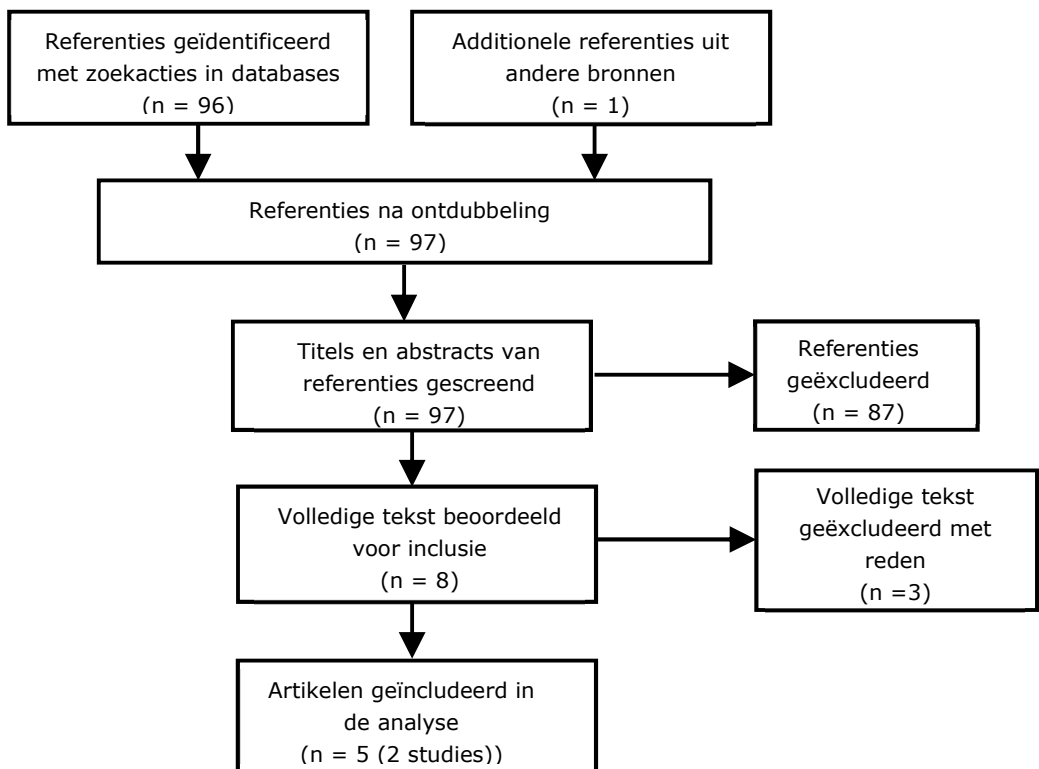 Referenties geïdentificeerd
met zoekacties in databases
(n = 96)
Additionele referenties uit
andere bronnen
(n = 1)
Referenties na ontdubbeling
(n = 97)
Titels en abstracts van
referenties gescreend
(n = 97)
Referenties
geëxcludeerd
(n = 87)
Volledige tekst beoordeeld
voor inclusie
(n = 8)
Volledige tekst
geëxcludeerd met
reden
(n =3)
Artikelen geïncludeerd in
de analyse
(n = 5 (2 studies))